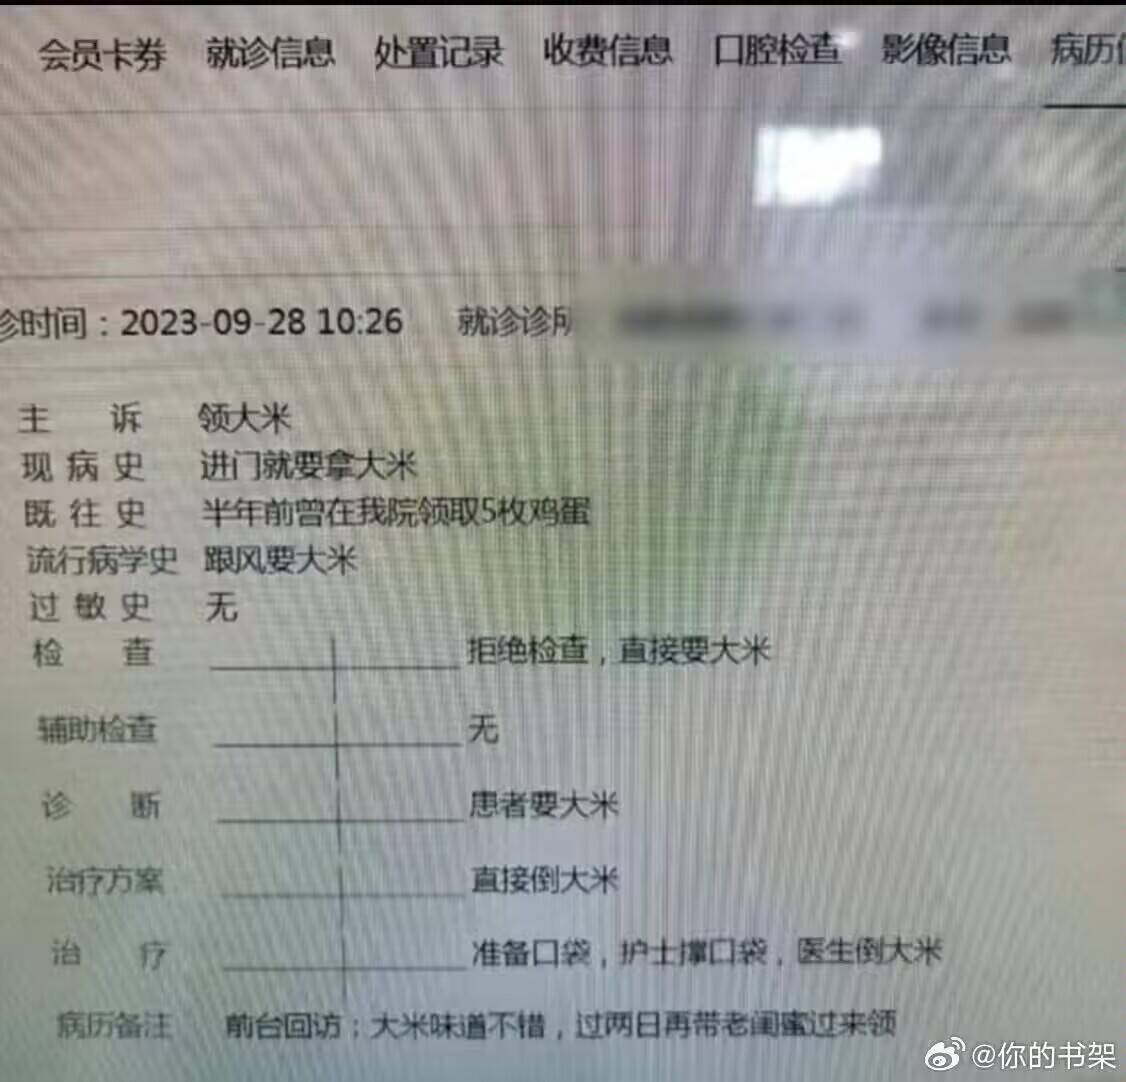 会员卡券 就诊信息 处置记录 收费信息 口腔检查 影像信息 病历
诊时间：2023-09-28 10:26 就诊诊所
主诉 领大米
现病史 进门就要拿大米
既往史 半年前曾在我院领取5枚鸡蛋
流行病学史 跟风要大米
过敏史 无
检查 拒绝检查，直接要大米
辅助检查 无
诊断 患者要大米
治疗方案 直接倒大米
治疗 准备口袋，护士撑口袋，医生倒大米
病历备注 前台回访：大米味道不错，过两日再带老闺蜜过来领
@你的书架